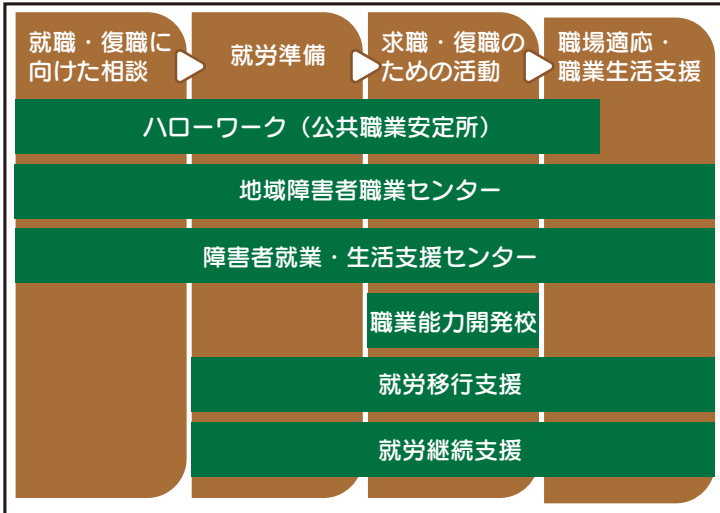 就職・復職に
向けた相談
就労準備
求職・復職の
ための活動
職場適応・
職業生活支援
ハローワーク（公共職業安定所）
地域障害者職業センター
障害者就業・生活支援センター
職業能力開発校
就労移行支援
就労継続支援